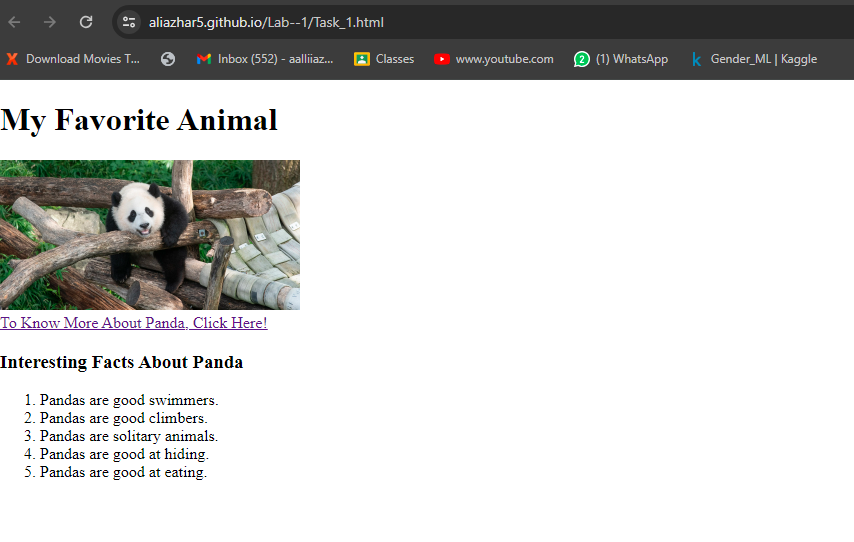 aliazhar5.github.io/Lab--1/Task_1.html
Download Movies T... Inbox (552) - aalliiaz... Classes www.youtube.com 2 (1) WhatsApp Gender_ML | Kaggle
My Favorite Animal
To Know More About Panda, Click Here!
Interesting Facts About Panda
1. Pandas are good swimmers.
2. Pandas are good climbers.
3. Pandas are solitary animals.
4. Pandas are good at hiding.
5. Pandas are good at eating.